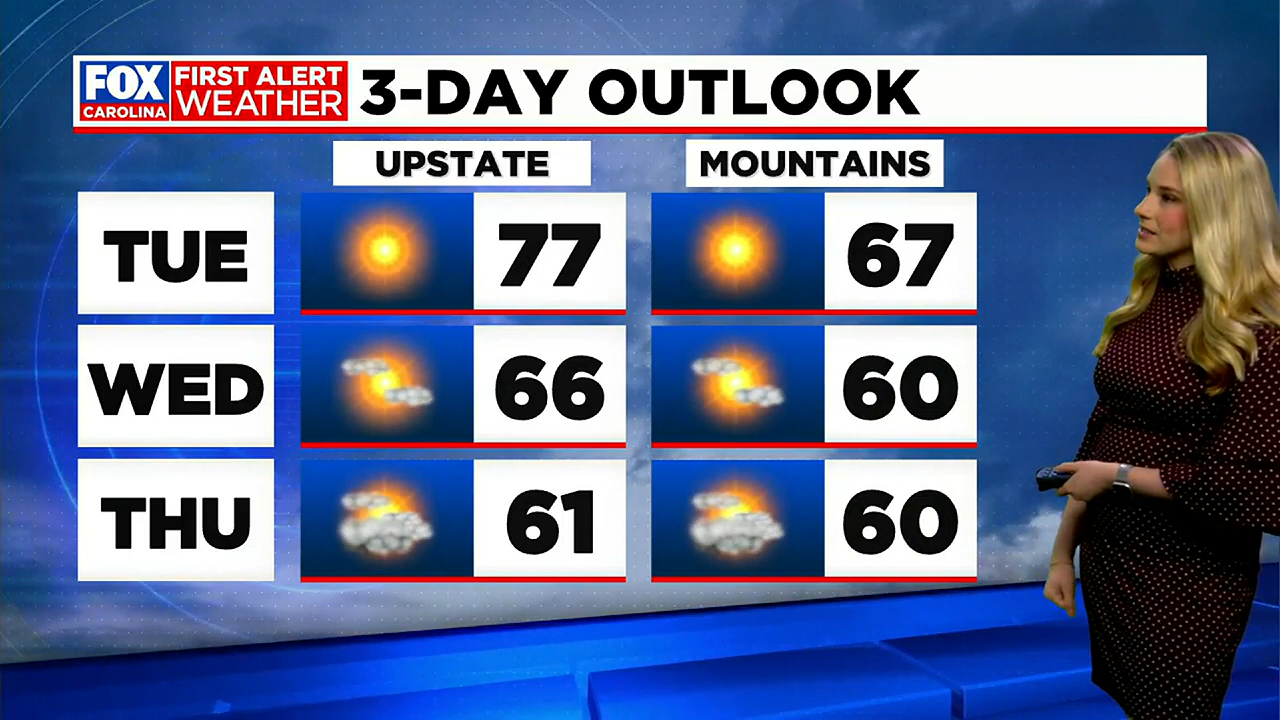 FOX
CAROLINA
FIRST ALERT
WEATHER
3-DAY OUTLOOK
UPSTATE
MOUNTAINS
TUE
77
67
WED
66
60
THU
61
60